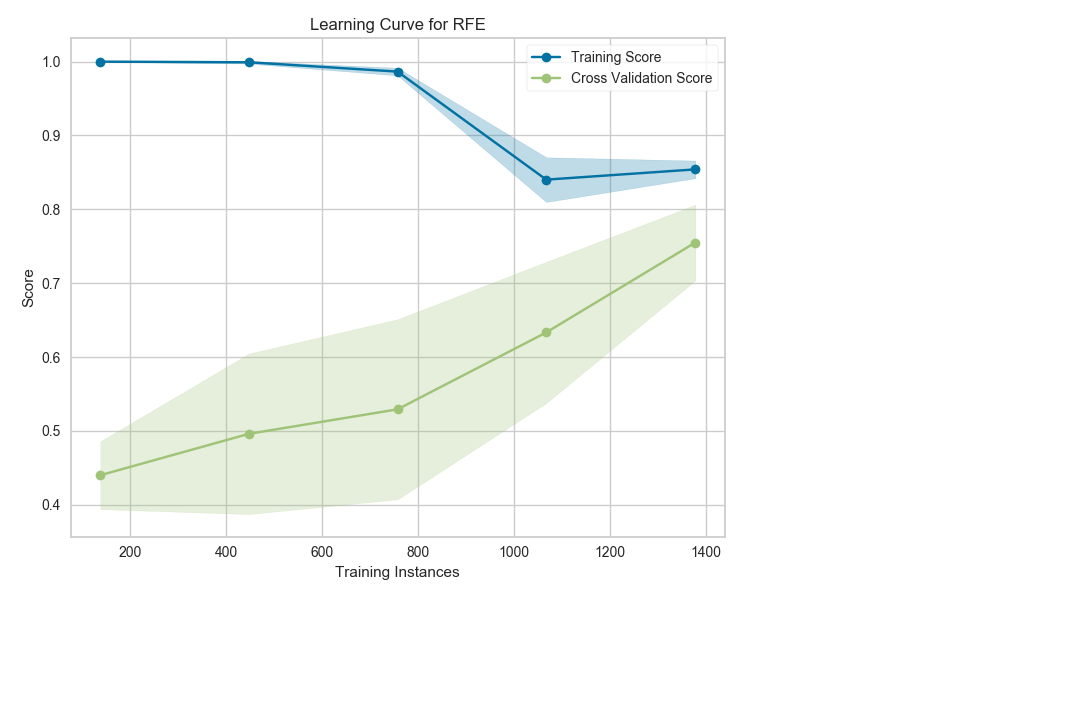 Learning Curve for RFE
Training Score
Cross Validation Score
Score
1.0
0.9
0.8
0.7
0.6
0.5
0.4
200 400 600 800 1000 1200 1400
Training Instances